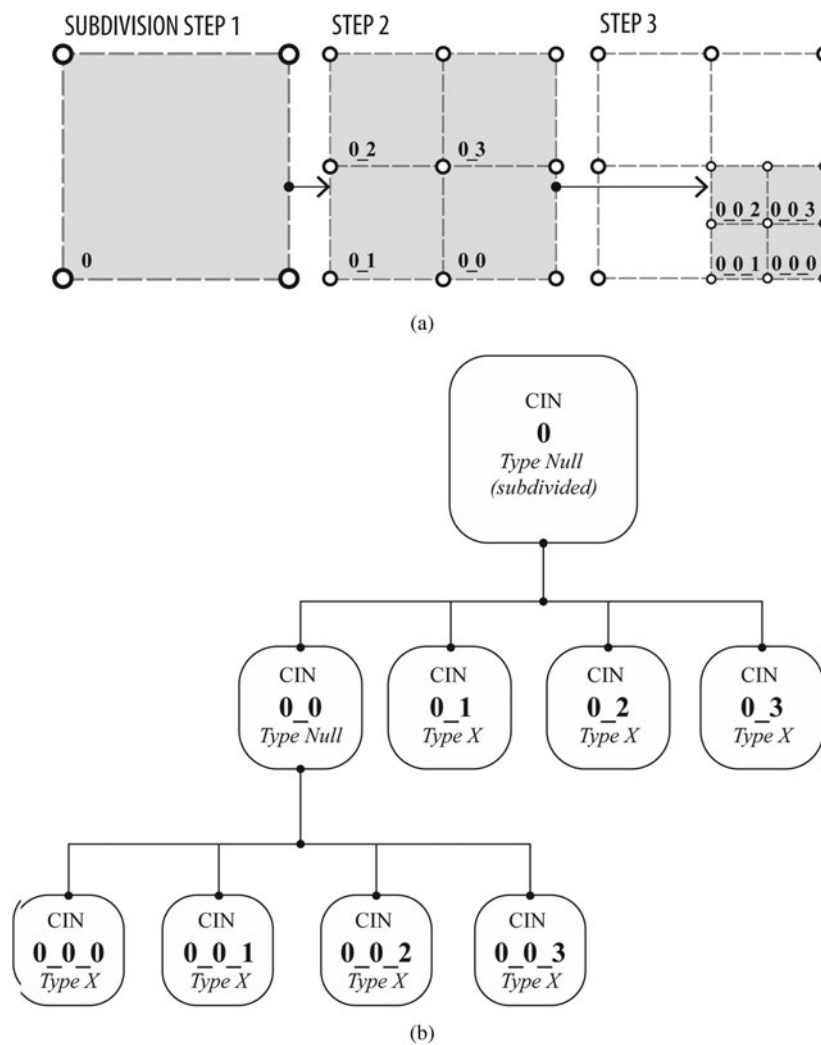 SUBDIVISION STEP 1 STEP 2 STEP 3
0_2 0_3
0_0_2 0_0_3
0 0_1 0_0
0_0_1 0_0_0
(a)
CIN
0
Type Null
(subdivided)
CIN CIN CIN CIN
0_0 0_1 0_2 0_3
Type Null Type X Type X Type X
CIN CIN CIN CIN
0_0_0 0_0_1 0_0_2 0_0_3
Type X Type X Type X Type X
(b)